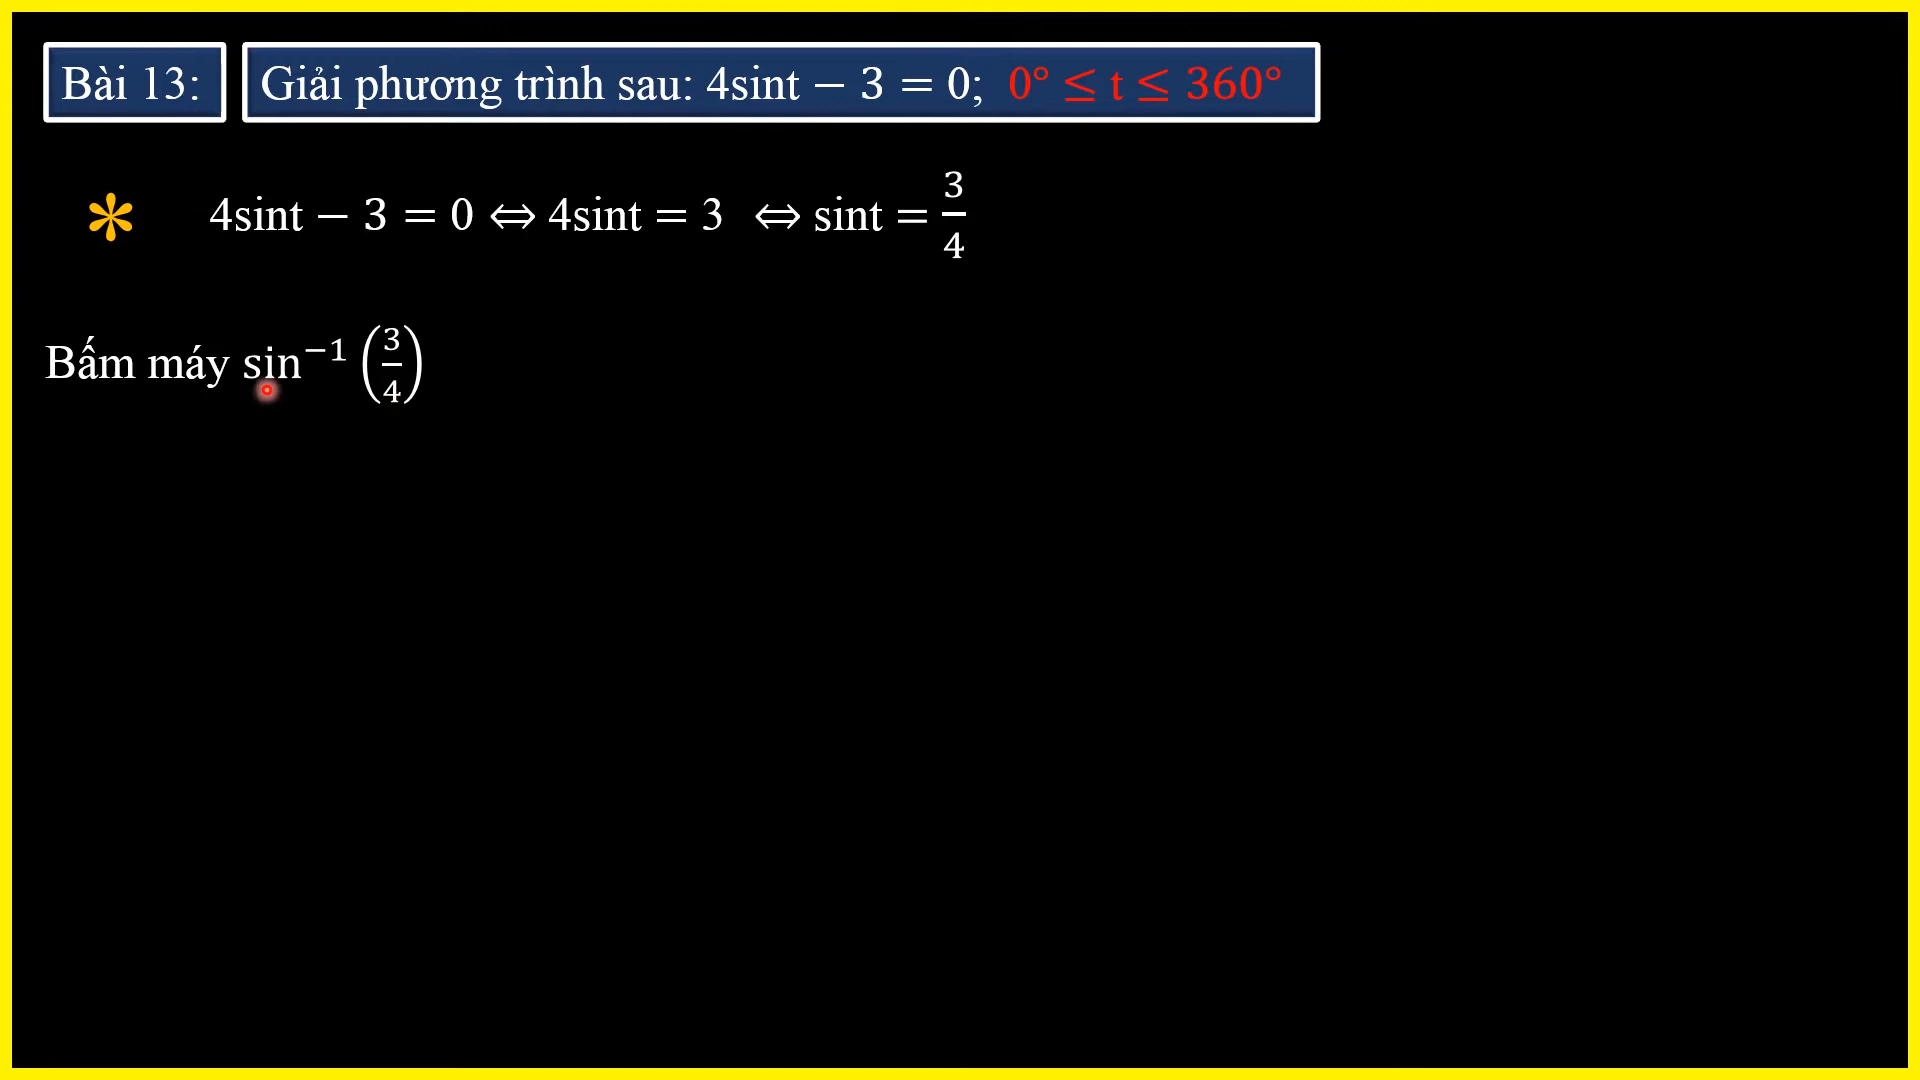 Bài 13: Giải phương trình sau: 4sint − 3 = 0; 0° ≤ t ≤ 360°
* 4sint − 3 = 0 ⇔ 4sint = 3 ⇔ sint = 3/4
Bấm máy sin⁻¹ (3/4)